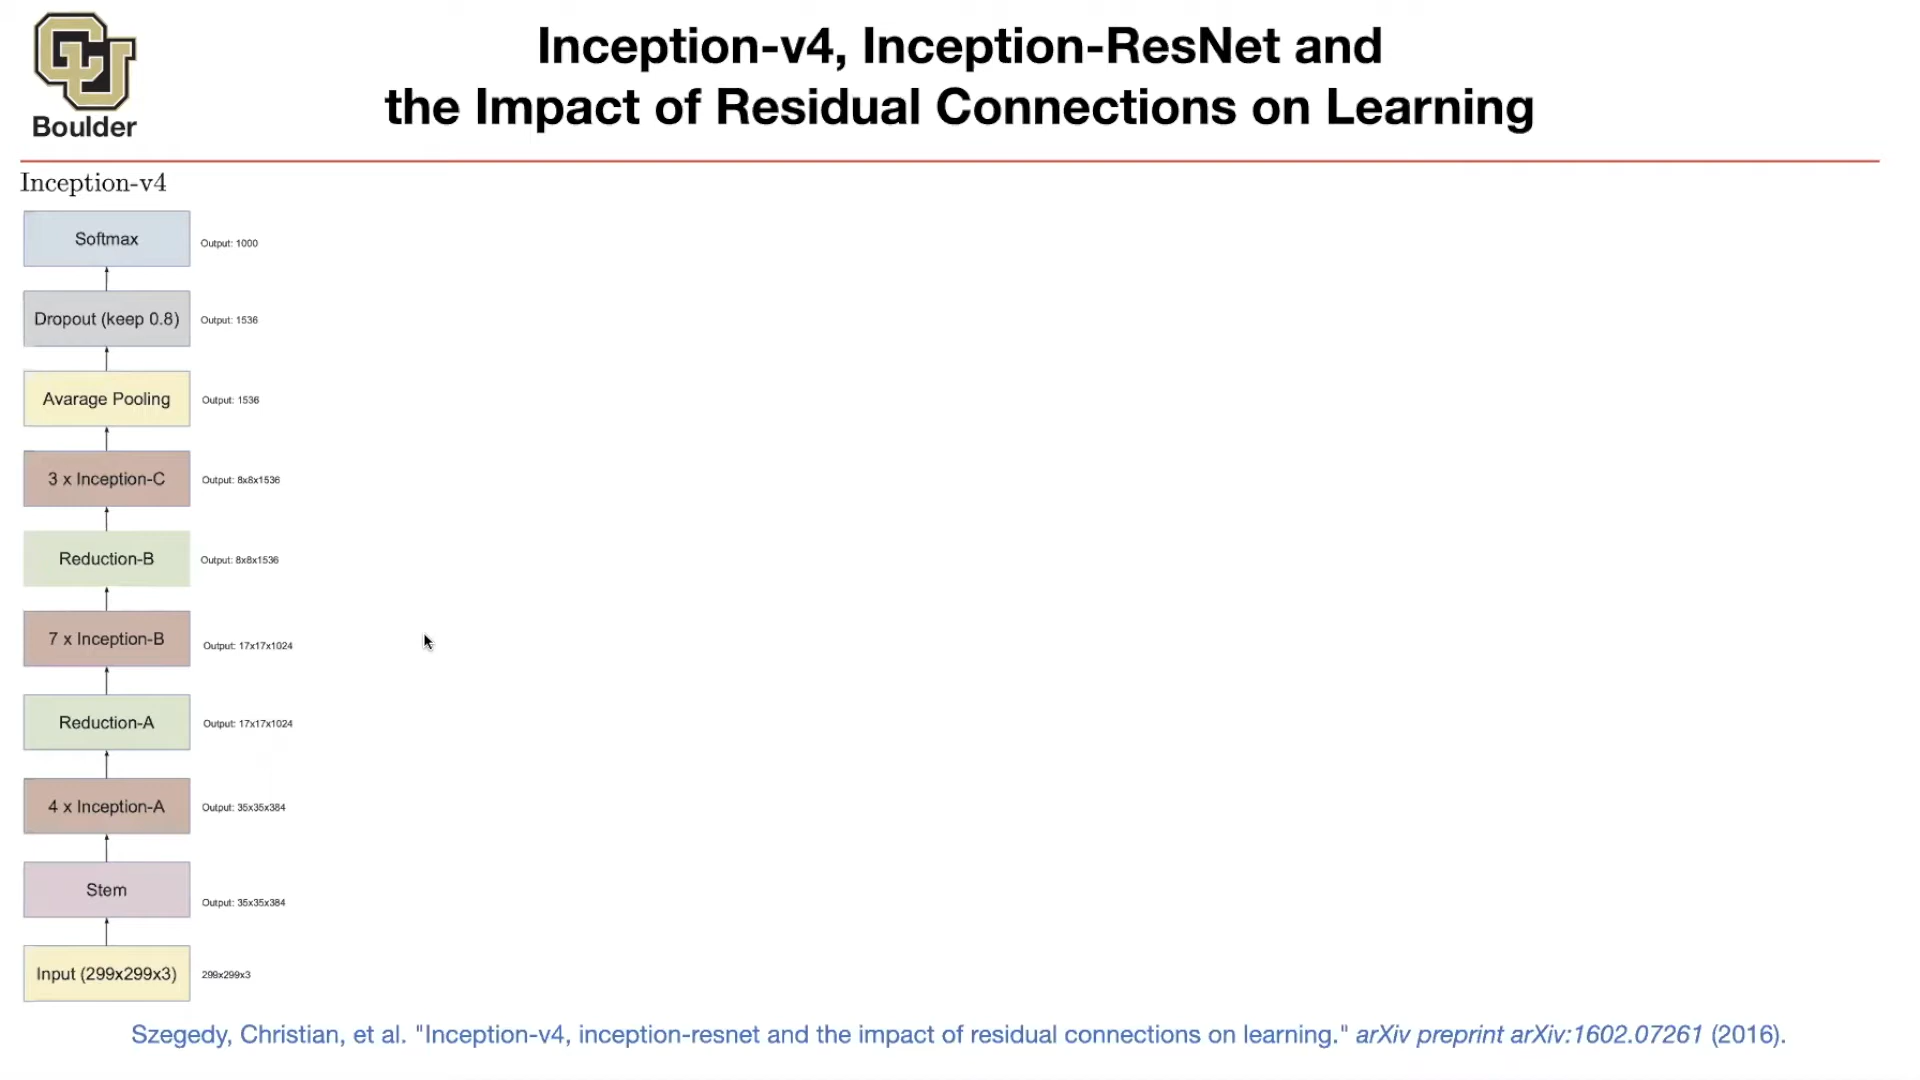 CU
Boulder
Inception-v4, Inception-ResNet and
the Impact of Residual Connections on Learning
Inception-v4
Softmax
Output: 1000
Dropout (keep 0.8)
Output: 1536
Avarage Pooling
Output: 1536
3 x Inception-C
Output: 8x8x1536
Reduction-B
Output: 8x8x1536
7 x Inception-B
Output: 17x17x1024
Reduction-A
Output: 17x17x1024
4 x Inception-A
Output: 35x35x384
Stem
Output: 35x35x384
Input (299x299x3)
299x299x3
Szegedy, Christian, et al. "Inception-v4, inception-resnet and the impact of residual connections on learning." arXiv preprint arXiv:1602.07261 (2016).